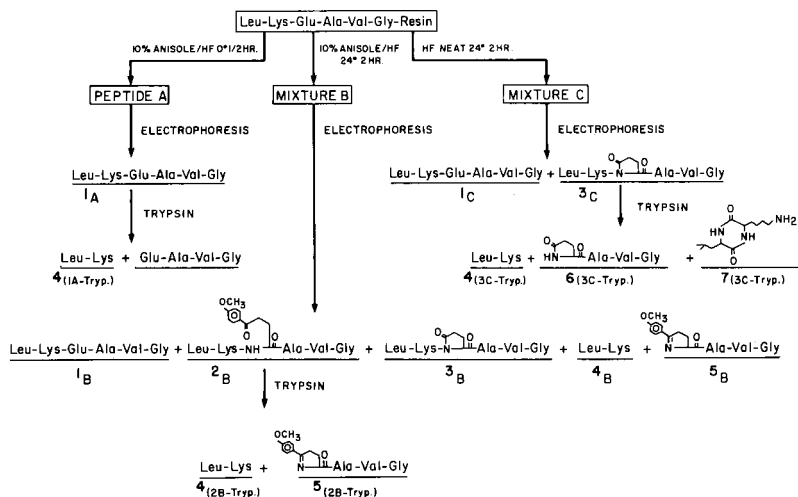 Leu-Lys-Glu-Ala-Val-Gly-Resin
10% ANISOLE/HF 0° 1/2 HR.
10% ANISOLE/HF
24° 2 HR.
HF NEAT 24° 2 HR.
PEPTIDE A
MIXTURE B
MIXTURE C
ELECTROPHORESIS
ELECTROPHORESIS
ELECTROPHORESIS
Leu-Lys-Glu-Ala-Val-Gly
1A
Leu-Lys-Glu-Ala-Val-Gly + Leu-Lys-N O O Ala-Val-Gly
1C 3C
TRYPSIN
TRYPSIN
Leu-Lys + Glu-Ala-Val-Gly
4(1A-Tryp.)
Leu-Lys + O HN O Ala-Val-Gly + O HN NH O NH2
4(3C-Tryp.) 6(3C-Tryp.) 7(3C-Tryp.)
Leu-Lys-Glu-Ala-Val-Gly + OCH3 O Leu-Lys-NH O Ala-Val-Gly + O Leu-Lys-N O Ala-Val-Gly + Leu-Lys + OCH3 N O Ala-Val-Gly
1B 2B 3B 4B 5B
TRYPSIN
Leu-Lys + OCH3 N O Ala-Val-Gly
4(2B-Tryp.) 5(2B-Tryp.)